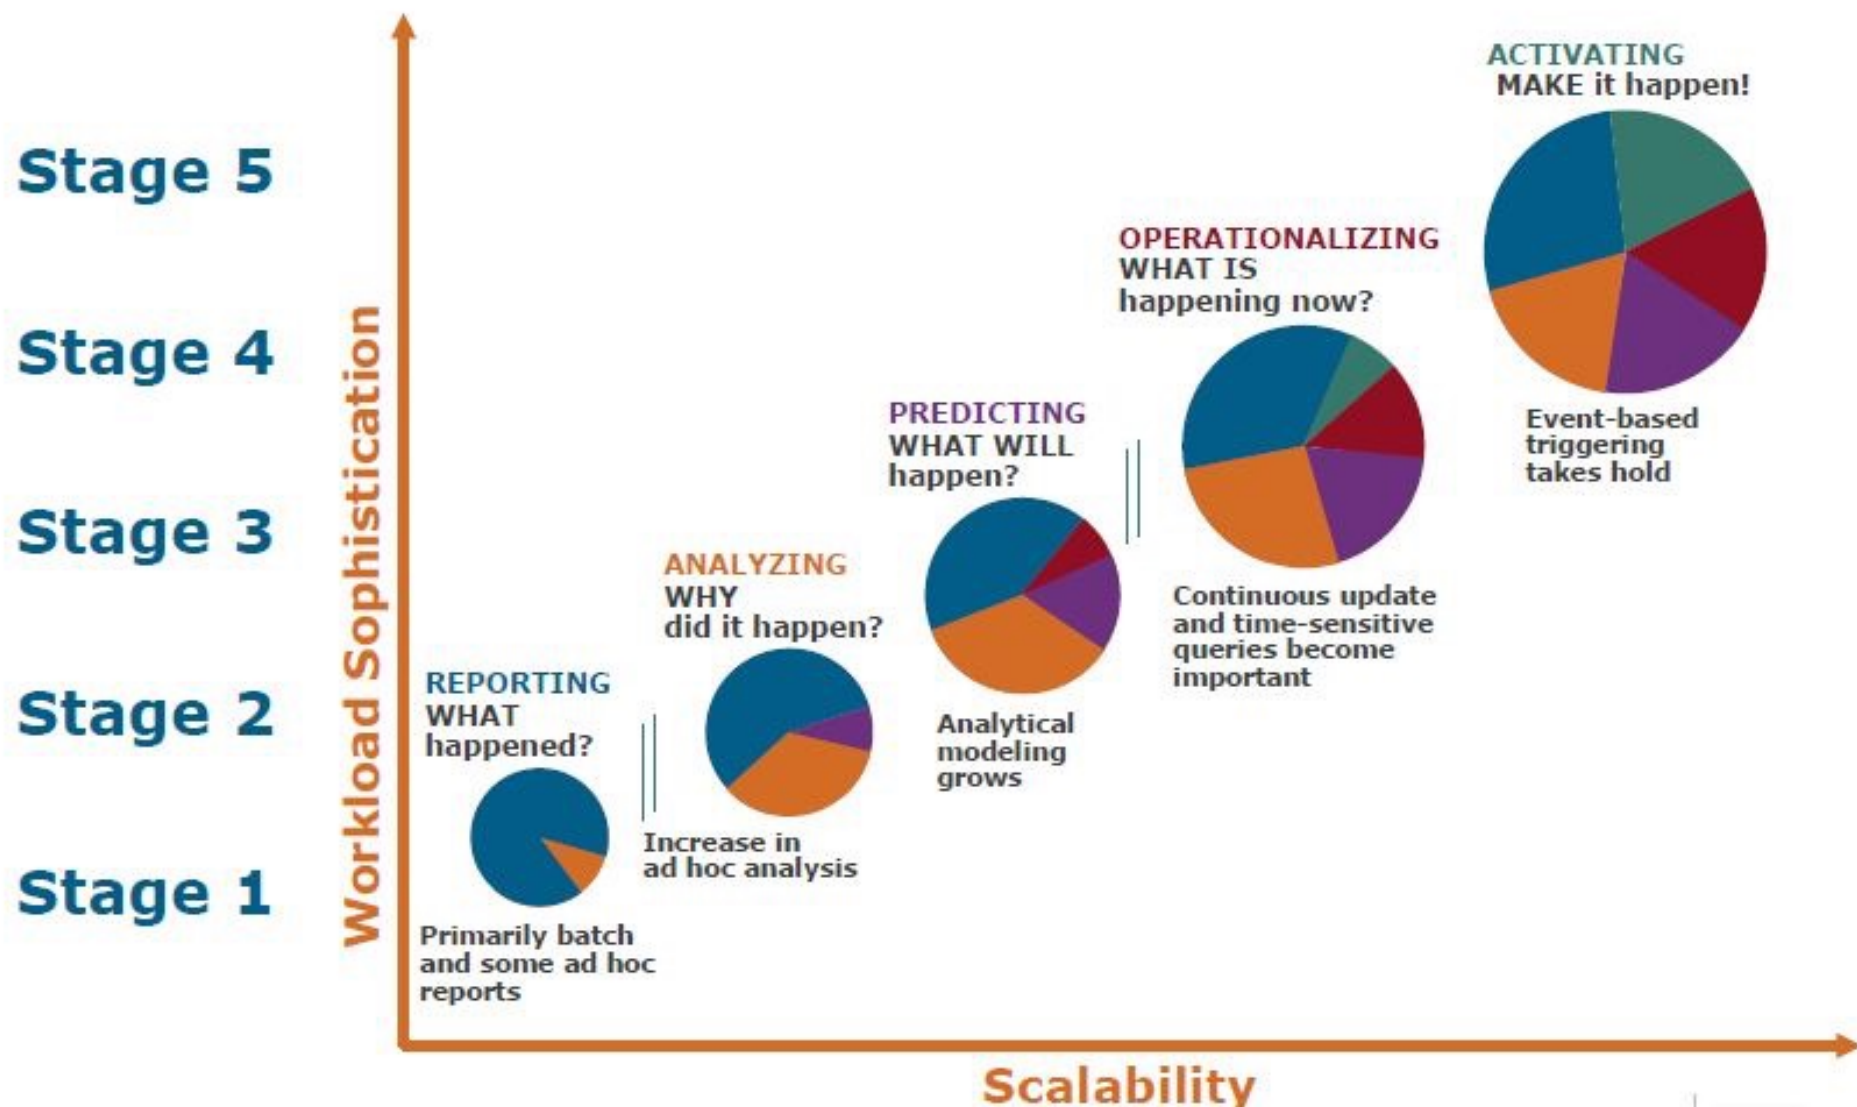 Stage 5
Stage 4
Stage 3
Stage 2
Stage 1
Workload Sophistication
Scalability
REPORTING
WHAT
happened?
Primarily batch
and some ad hoc
reports
ANALYZING
WHY
did it happen?
Increase in
ad hoc analysis
PREDICTING
WHAT WILL
happen?
Analytical
modeling
grows
OPERATIONALIZING
WHAT IS
happening now?
Continuous update
and time-sensitive
queries become
important
ACTIVATING
MAKE it happen!
Event-based
triggering
takes hold